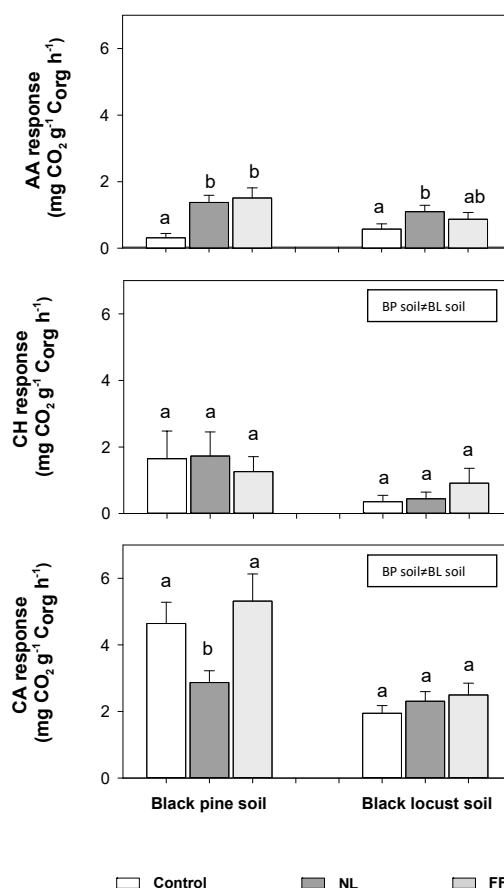 AA response
(mg CO2 g-1 Corg h-1)
6
4
2
0
a
b
b
a
b
ab
CH response
(mg CO2 g-1 Corg h-1)
BP soil≠BL soil
6
4
2
0
a
a
a
a
a
a
CA response
(mg CO2 g-1 Corg h-1)
BP soil≠BL soil
6
4
2
0
a
b
a
a
a
a
Black pine soil
Black locust soil
Control
NL